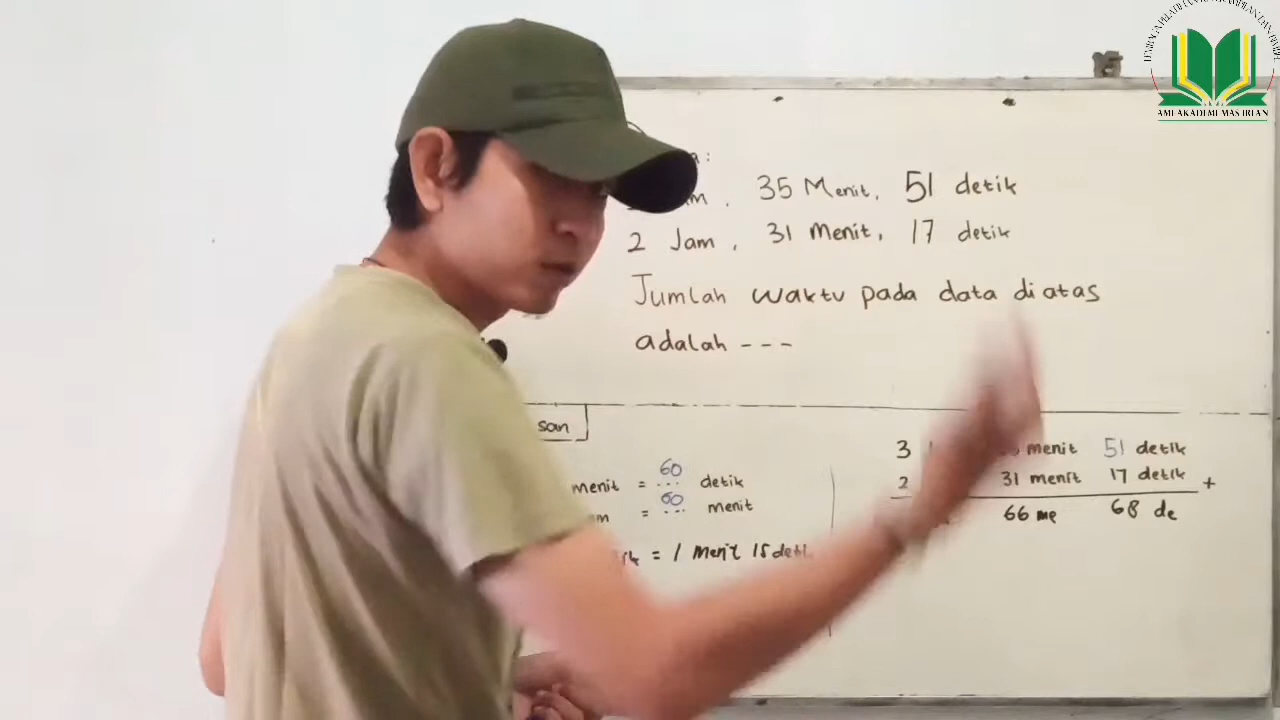 AMI AKADEMI MAS IRFAN
35 Menit, 51 detik
2 Jam, 31 Menit, 17 detik
Jumlah waktu pada data di atas
adalah ---
menit = 60 detik
= 60 menit
= 1 menit 15
3 menit 51 detik
2 31 menit 17 detik +
66 me 68 de